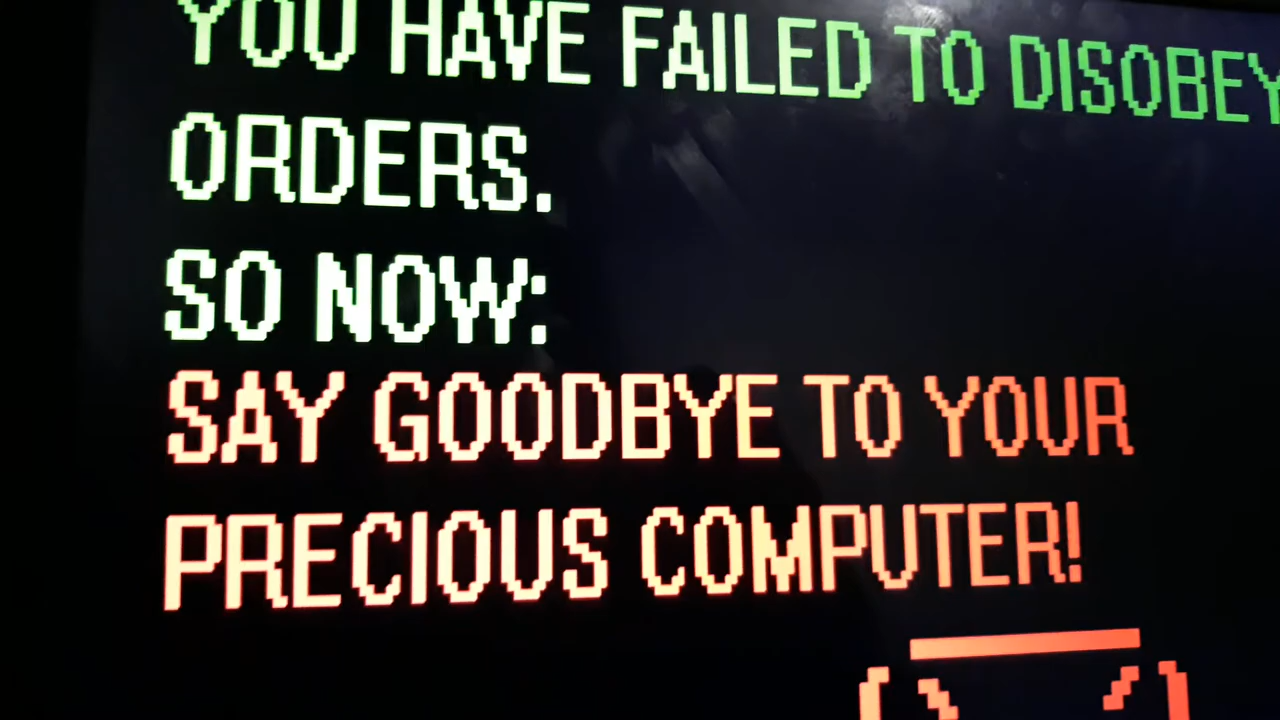 YOU HAVE FAILED TO DISOBEY
ORDERS.
SO NOW:
SAY GOODBYE TO YOUR
PRECIOUS COMPUTER!